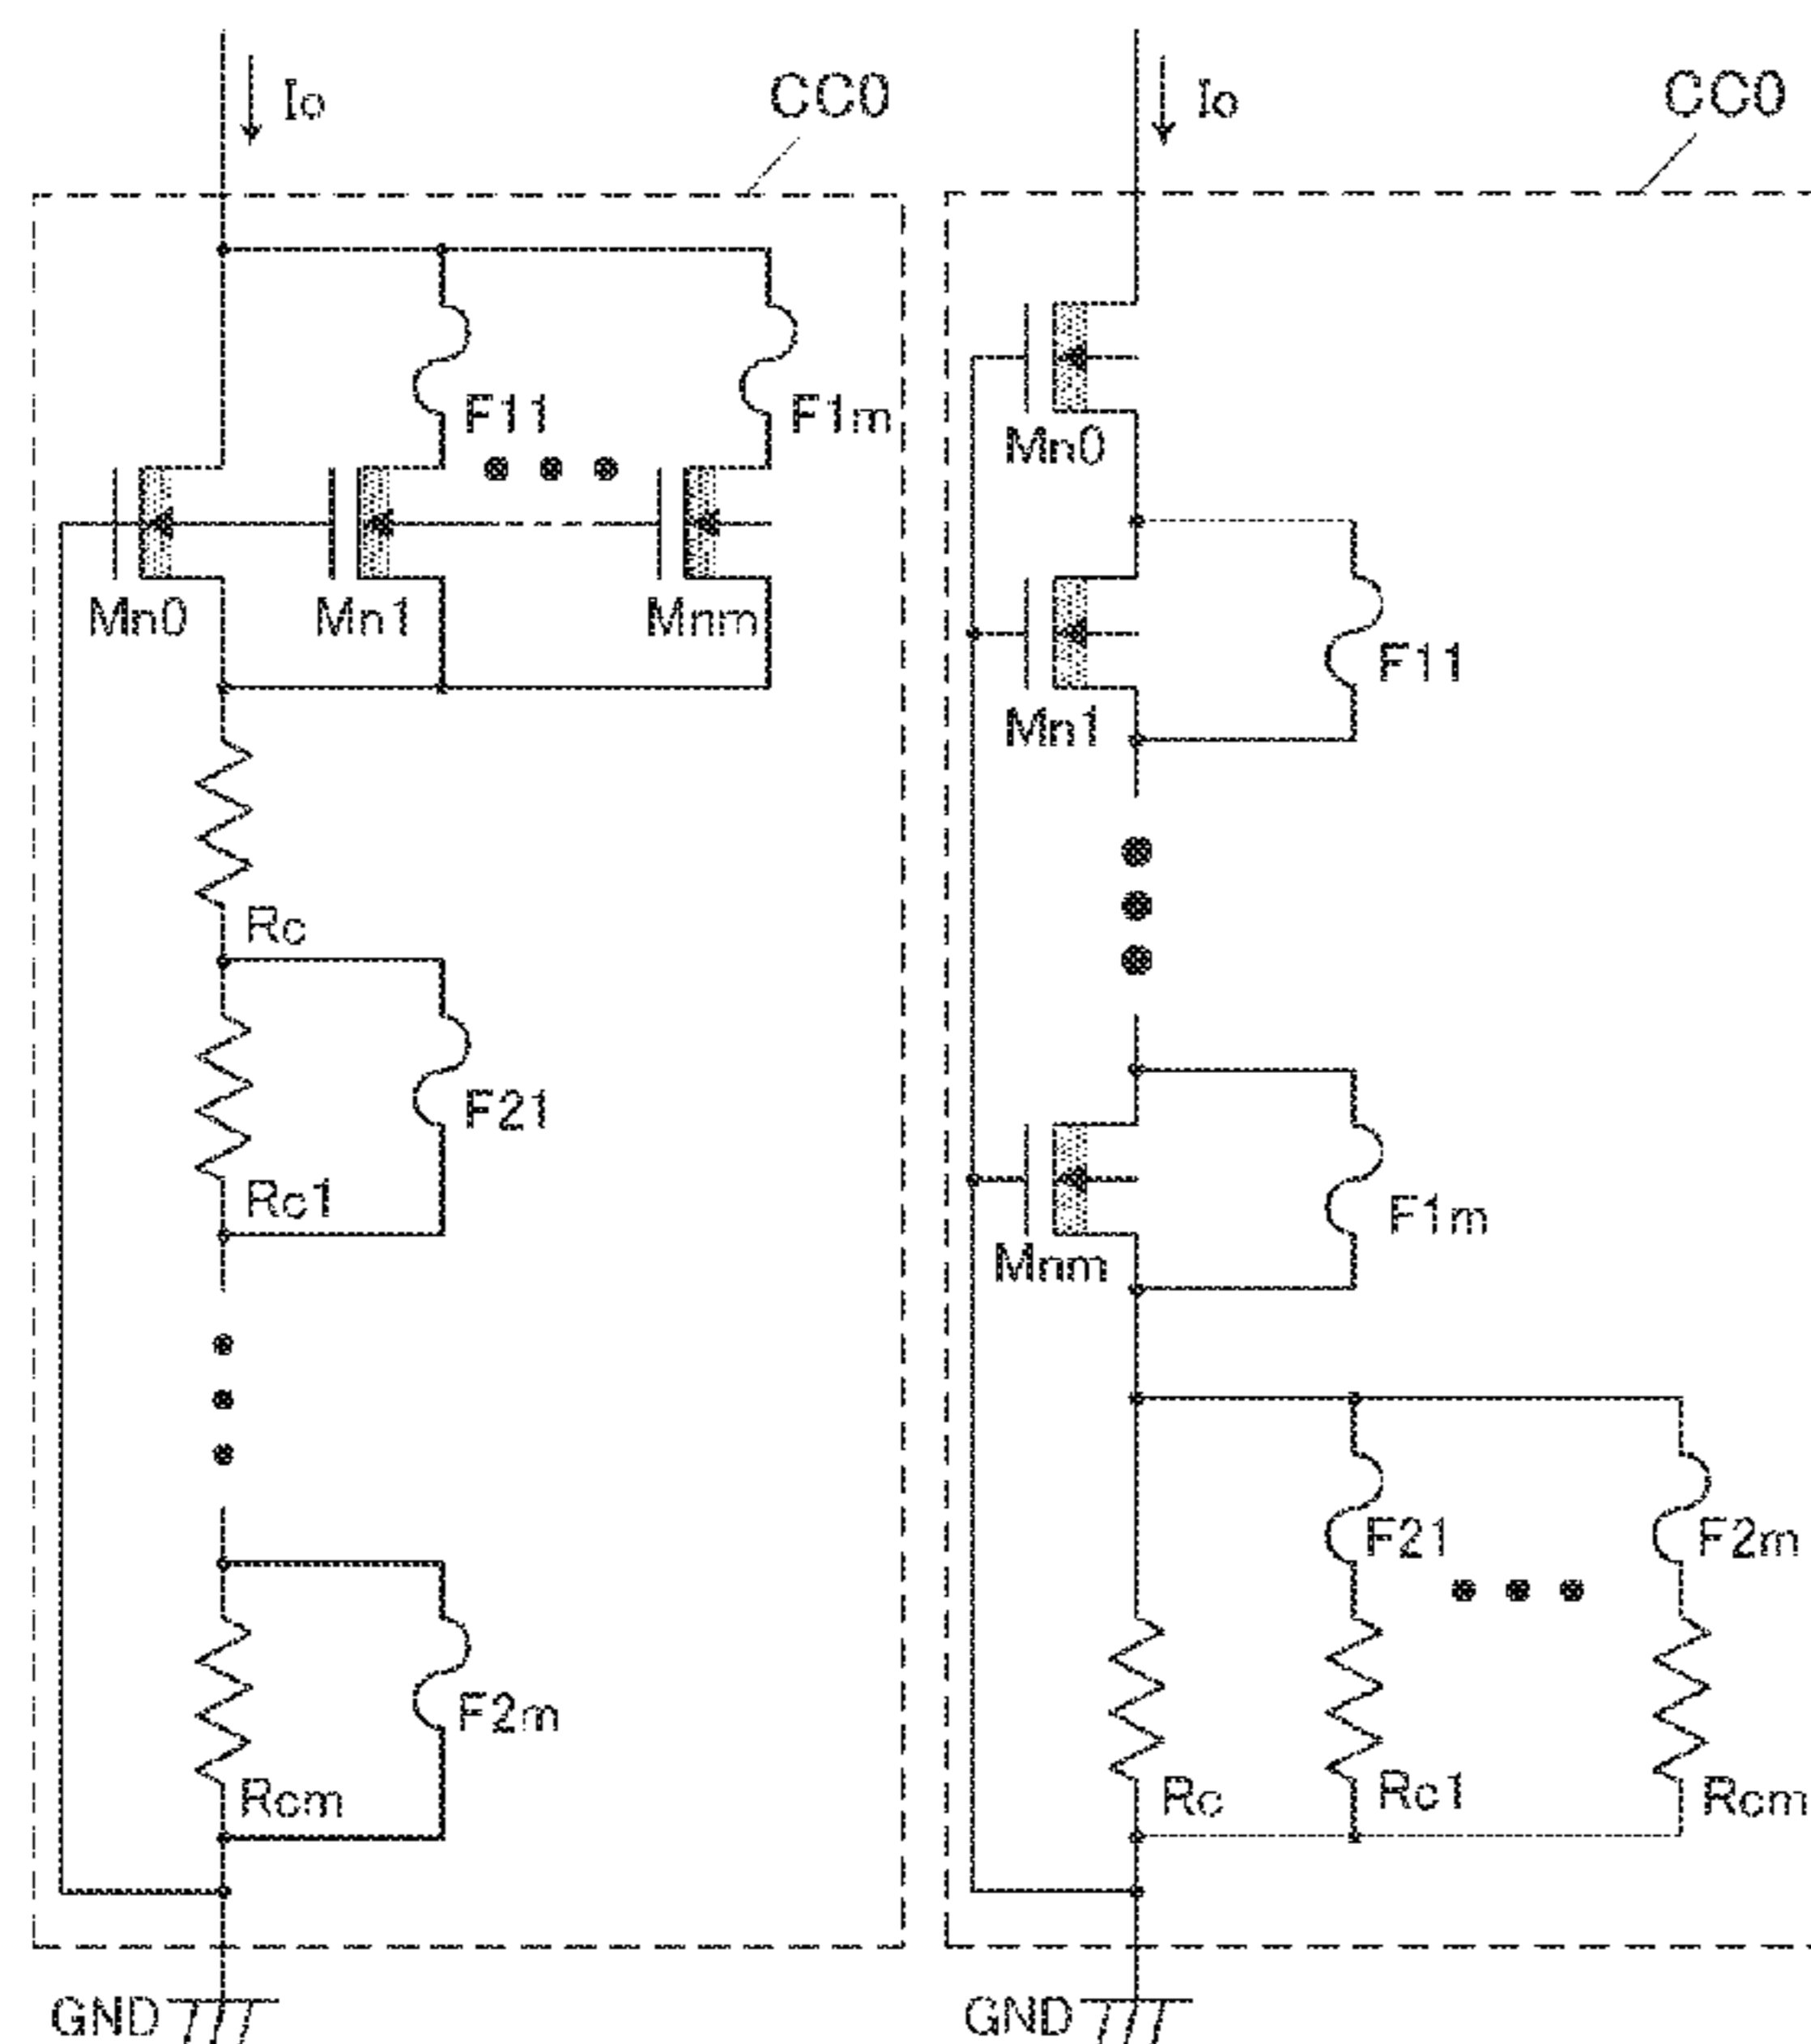 Io
CC0
F11
F1m
Mn0
Mn1
Mnm
Rc
F21
Rc1
F2m
Rcm
GND
Io
CC0
Mn0
F11
Mn1
F1m
Mnm
F21
F2m
Rc
Rc1
Rcm
GND